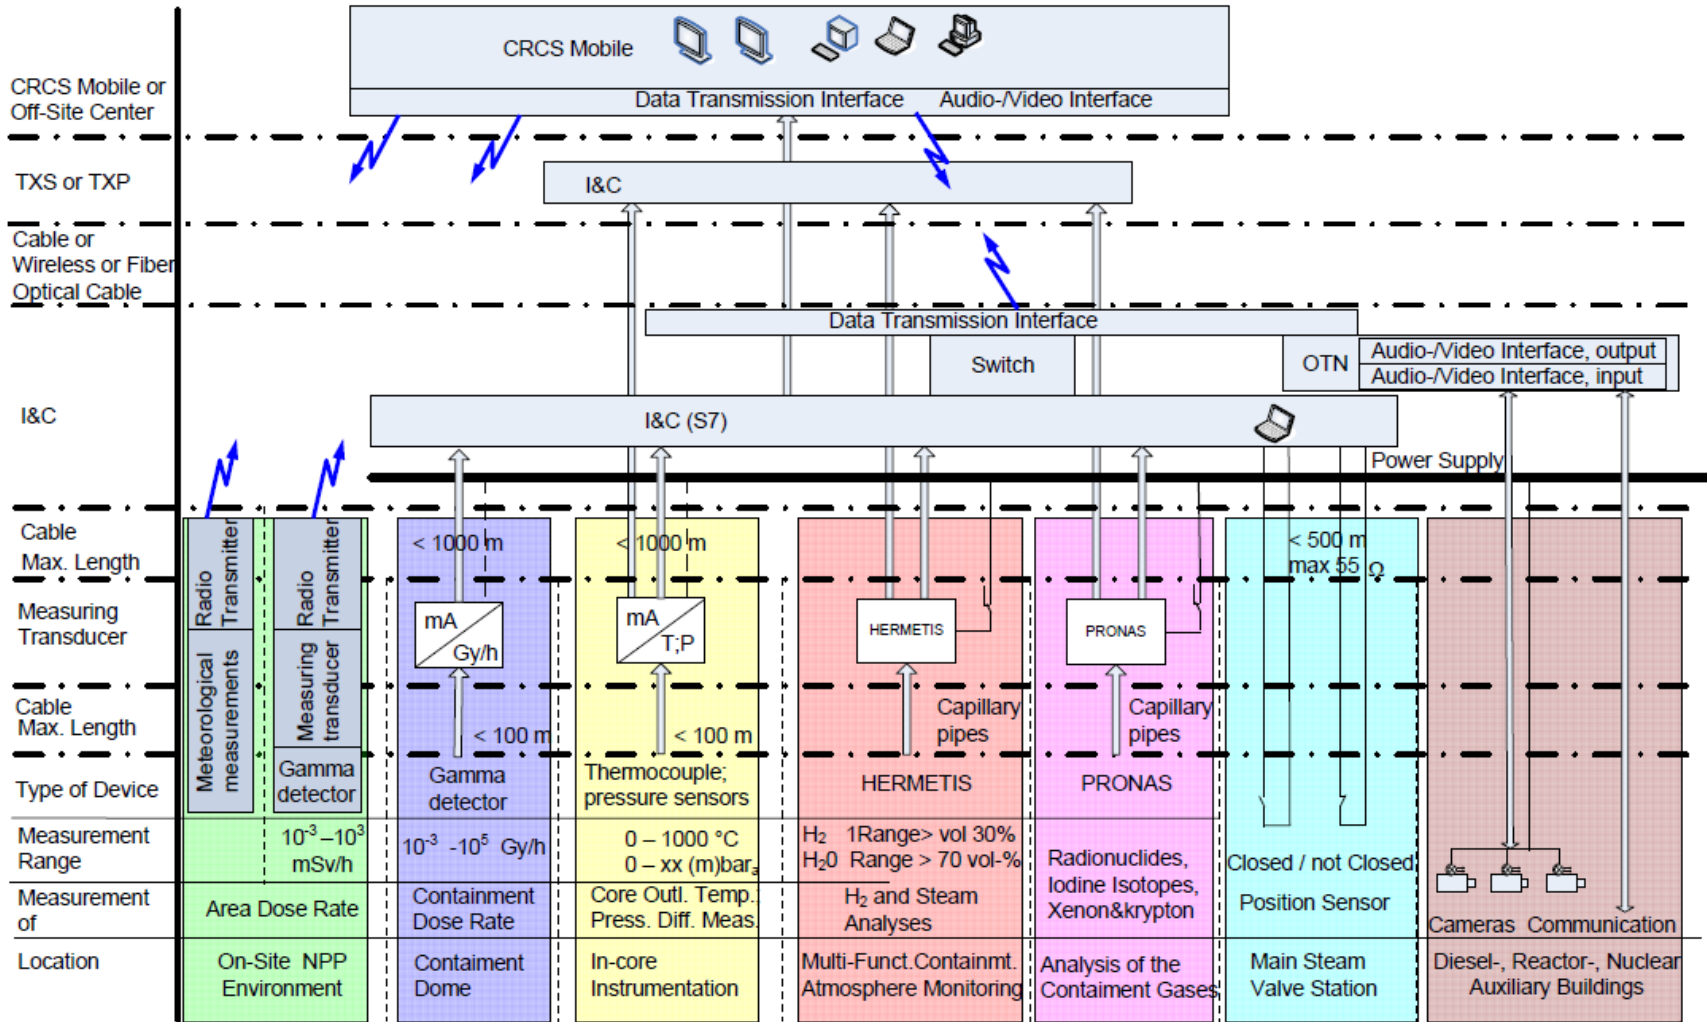 CRCS Mobile
Data Transmission Interface Audio-/Video Interface
CRCS Mobile or
Off-Site Center
TXS or TXP
I&C
Cable or
Wireless or Fiber
Optical Cable
Data Transmission Interface
Switch
OTN
Audio-/Video Interface, output
Audio-/Video Interface, input
I&C
I&C (S7)
Power Supply
Cable
Max. Length
Radio
Transmitter
Radio
Transmitter
< 1000 m
< 1000 m
< 500 m
max 55 Ω
Measuring
Transducer
mA
Gy/h
mA
T;P
HERMETIS
PRONAS
Meteorological
measurements
Measuring
transducer
Cable
Max. Length
< 100 m
< 100 m
Capillary
pipes
Capillary
pipes
Type of Device
Gamma
detector
Gamma
detector
Thermocouple;
pressure sensors
HERMETIS
PRONAS
Measurement
Range
10⁻³ –10³
mSv/h
10⁻³ -10⁵ Gy/h
0 – 1000 °C
0 – xx (m)barₐ
H₂ 1Range> vol 30%
H₂0 Range > 70 vol-%
Radionuclides,
Iodine Isotopes,
Xenon&krypton
Closed / not Closed
Measurement
of
Area Dose Rate
Containment
Dose Rate
Core Outl. Temp.;
Press. Diff. Meas.
H₂ and Steam
Analyses
Position Sensor
Cameras Communication
Location
On-Site NPP
Environment
Contaiment
Dome
In-core
Instrumentation
Multi-Funct.Containmt.
Atmosphere Monitoring
Analysis of the
Contaiment Gases
Main Steam
Valve Station
Diesel-, Reactor-, Nuclear
Auxiliary Buildings